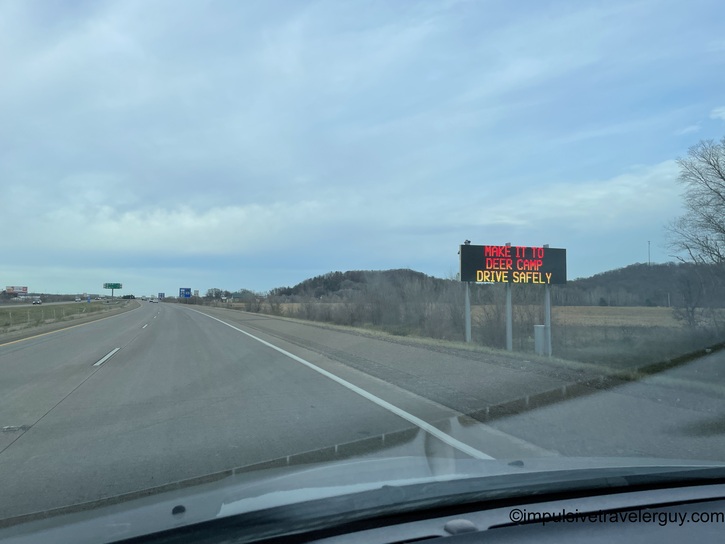 MAKE IT TO
DEER CAMP
DRIVE SAFELY
©impulsivetravelerguy.com